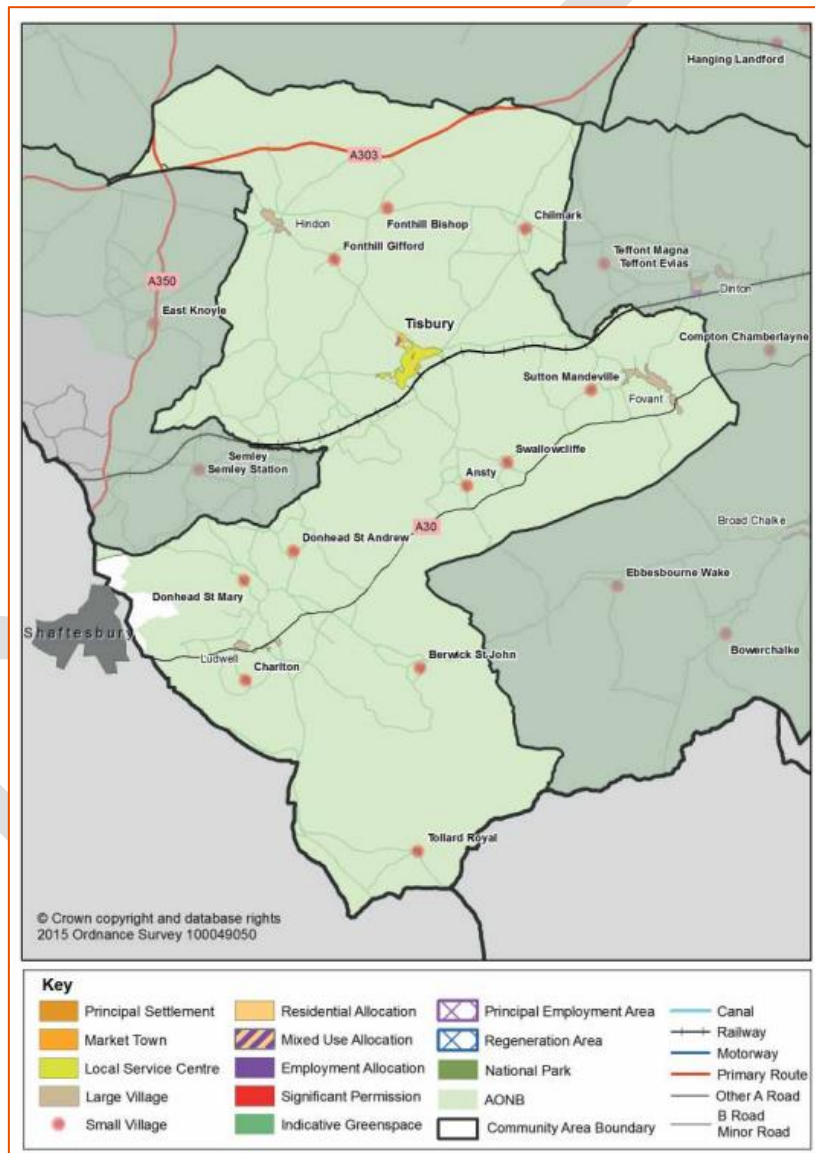 Hanging Landford
A303
Hindon
Fonthill Bishop
Chilmark
Fonthill Gifford
Teffont Magna
Teffont Evias
A350
Dinton
East Knoyle
Tisbury
Compton Chamberlayne
Sutton Mandeville
Fovant
Semley
Semley Station
Swallowcliffe
Ansty
A30
Broad Chalke
Donhead St Andrew
Donhead St Mary
Ebbesbourne Wake
Shaftesbury
Ludwell
Charlton
Berwick St John
Bowerchalke
Tollard Royal
© Crown copyright and database rights
2015 Ordnance Survey 100049050
Key
Principal Settlement
Market Town
Local Service Centre
Large Village
Small Village
Residential Allocation
Mixed Use Allocation
Employment Allocation
Significant Permission
Indicative Greenspace
Principal Employment Area
Regeneration Area
National Park
AONB
Community Area Boundary
Canal
Railway
Motorway
Primary Route
Other A Road
B Road
Minor Road